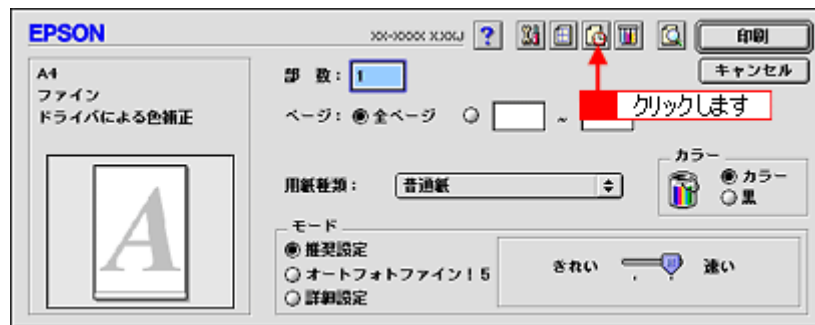 EPSON
XX-XXXX XXXJ
?
印刷
キャンセル
A4
ファイン
ドライバによる色補正
A
部 数: 1
ページ: 全ページ ~
クリックします
用紙種類: 普通紙
カラー
カラー
黒
モード
推奨設定
オートフォトファイン!5
詳細設定
きれい 速い